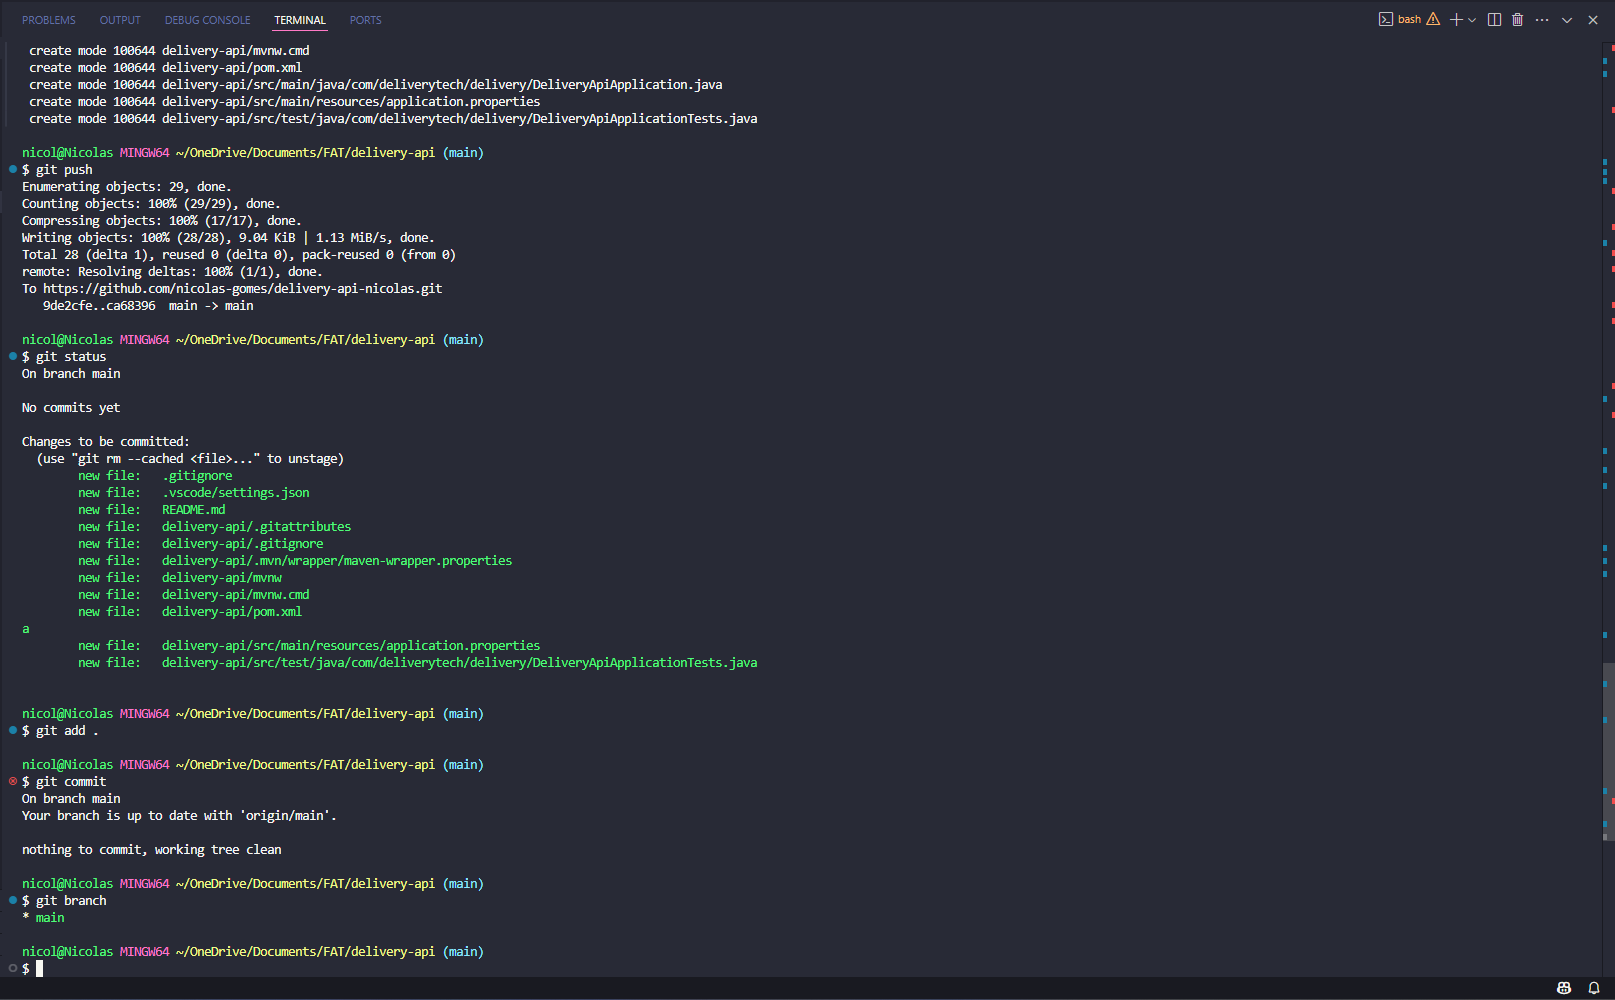 PROBLEMS OUTPUT DEBUG CONSOLE TERMINAL PORTS bash
create mode 100644 delivery-api/mvnw.cmd
create mode 100644 delivery-api/pom.xml
create mode 100644 delivery-api/src/main/java/com/deliverytech/delivery/DeliveryApiApplication.java
create mode 100644 delivery-api/src/main/resources/application.properties
create mode 100644 delivery-api/src/test/java/com/deliverytech/delivery/DeliveryApiApplicationTests.java
nicol@Nicolas MINGW64 ~/OneDrive/Documents/FAT/delivery-api (main)
$ git push
Enumerating objects: 29, done.
Counting objects: 100% (29/29), done.
Compressing objects: 100% (17/17), done.
Writing objects: 100% (28/28), 9.04 KiB | 1.13 MiB/s, done.
Total 28 (delta 1), reused 0 (delta 0), pack-reused 0 (from 0)
remote: Resolving deltas: 100% (1/1), done.
To https://github.com/nicolas-gomes/delivery-api-nicolas.git
9de2cfe..ca68396 main -> main
nicol@Nicolas MINGW64 ~/OneDrive/Documents/FAT/delivery-api (main)
$ git status
On branch main
No commits yet
Changes to be committed:
(use "git rm --cached <file>..." to unstage)
new file: .gitignore
new file: .vscode/settings.json
new file: README.md
new file: delivery-api/.gitattributes
new file: delivery-api/.gitignore
new file: delivery-api/.mvn/wrapper/maven-wrapper.properties
new file: delivery-api/mvnw
new file: delivery-api/mvnw.cmd
new file: delivery-api/pom.xml
a
new file: delivery-api/src/main/resources/application.properties
new file: delivery-api/src/test/java/com/deliverytech/delivery/DeliveryApiApplicationTests.java
nicol@Nicolas MINGW64 ~/OneDrive/Documents/FAT/delivery-api (main)
$ git add .
nicol@Nicolas MINGW64 ~/OneDrive/Documents/FAT/delivery-api (main)
$ git commit
On branch main
Your branch is up to date with 'origin/main'.
nothing to commit, working tree clean
nicol@Nicolas MINGW64 ~/OneDrive/Documents/FAT/delivery-api (main)
$ git branch
* main
nicol@Nicolas MINGW64 ~/OneDrive/Documents/FAT/delivery-api (main)
$